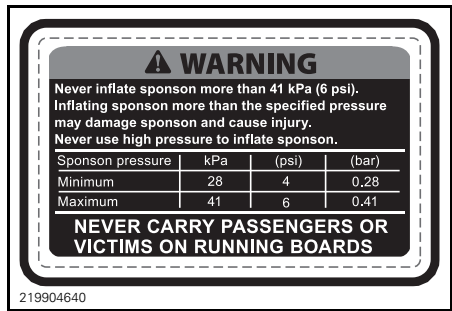 WARNING
Never inflate sponson more than 41 kPa (6 psi).
Inflating sponson more than the specified pressure
may damage sponson and cause injury.
Never use high pressure to inflate sponson.
Sponson pressure | kPa | (psi) | (bar)
Minimum | 28 | 4 | 0.28
Maximum | 41 | 6 | 0.41
NEVER CARRY PASSENGERS OR
VICTIMS ON RUNNING BOARDS
219904640